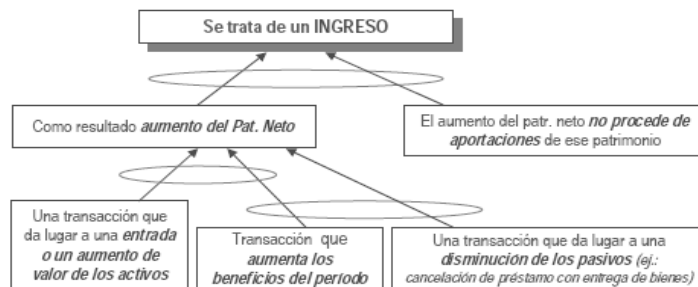 Se trata de un INGRESO
Como resultado aumento del Pat. Neto
El aumento del patr. neto no procede de
aportaciones de ese patrimonio
Una transacción que
da lugar a una entrada
o un aumento de
valor de los activos
Transacción que
aumenta los
beneficios del período
Una transacción que da lugar a una
disminución de los pasivos (ej.:
cancelación de préstamo con entrega de bienes)